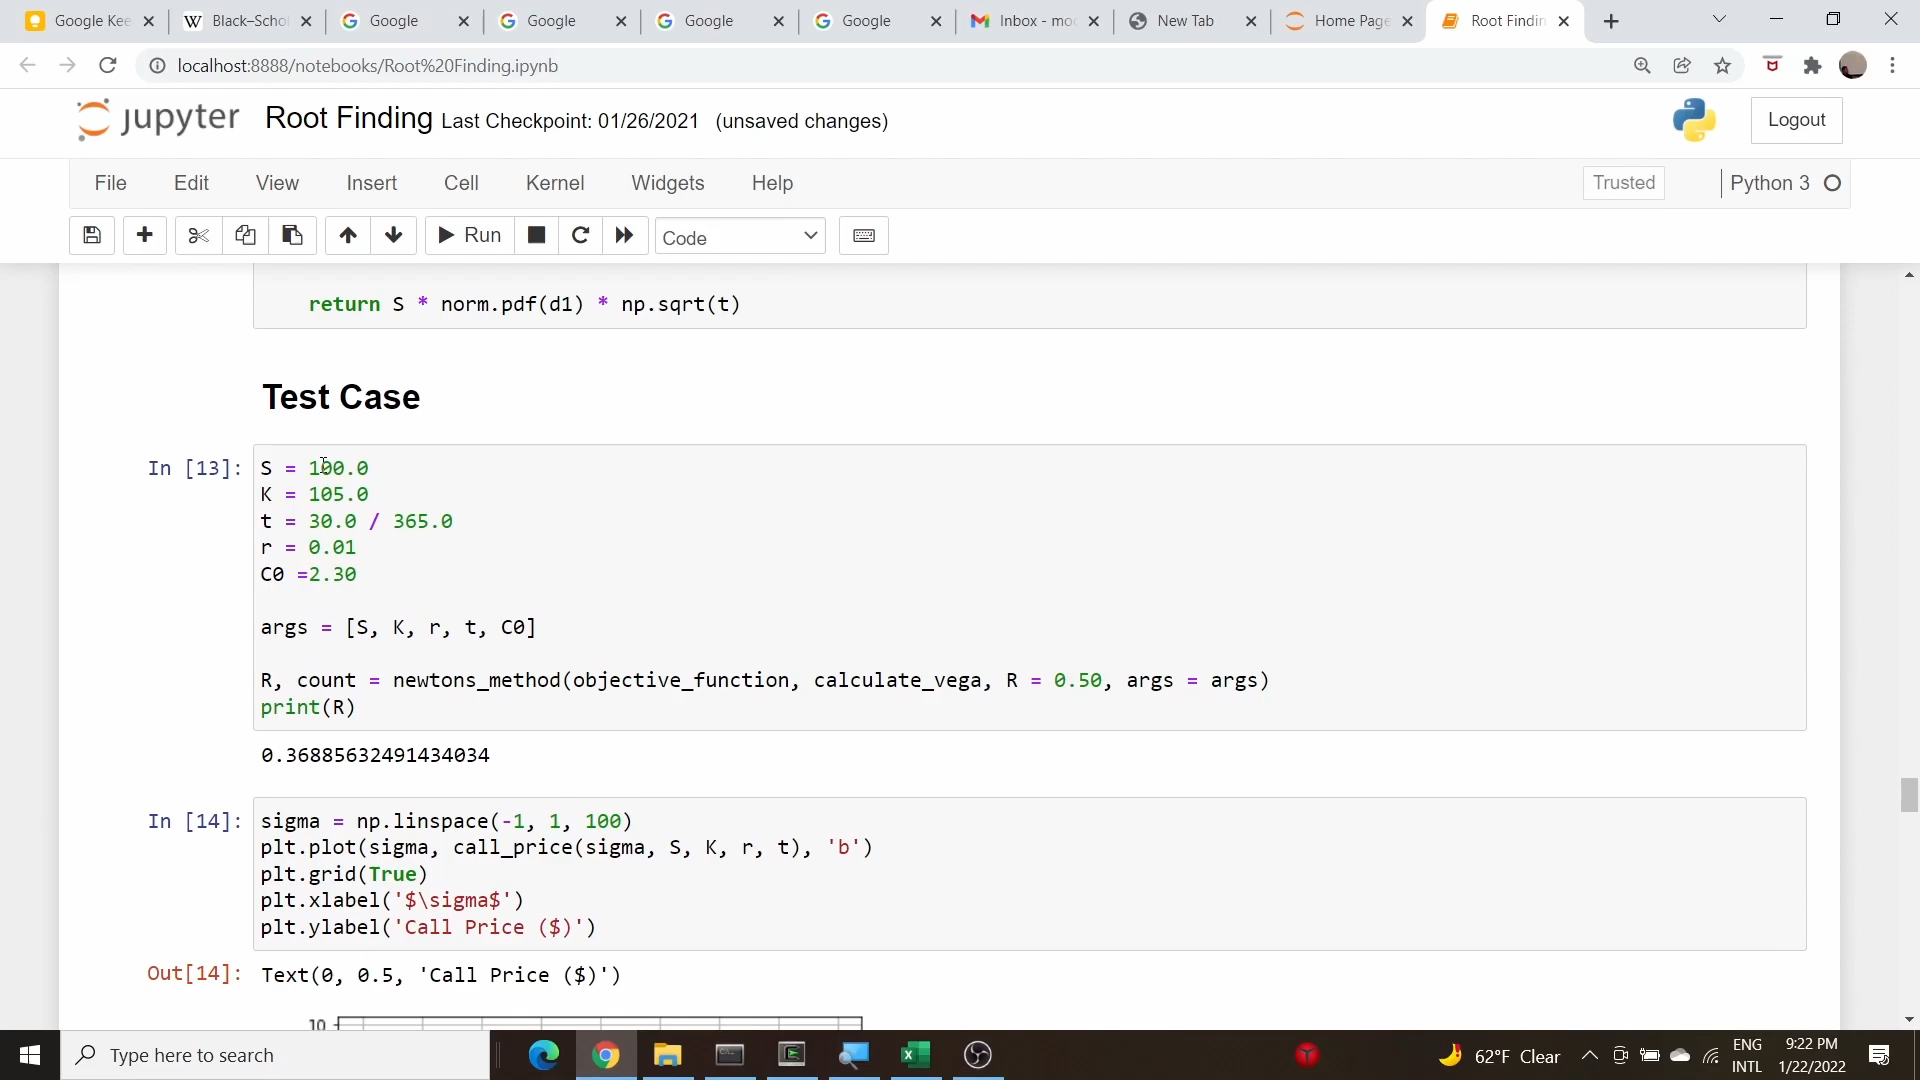 Google Kee
Black–Schol
Google
Google
Google
Google
Inbox - moo
New Tab
Home Page
Root Findin
localhost:8888/notebooks/Root%20Finding.ipynb
jupyter
Root Finding Last Checkpoint: 01/26/2021 (unsaved changes)
Logout
File Edit View Insert Cell Kernel Widgets Help
Trusted
Python 3
Run
Code
return S * norm.pdf(d1) * np.sqrt(t)
Test Case
In [13]:
S = 100.0
K = 105.0
t = 30.0 / 365.0
r = 0.01
C0 =2.30
args = [S, K, r, t, C0]
R, count = newtons_method(objective_function, calculate_vega, R = 0.50, args = args)
print(R)
0.36885632491434034
In [14]:
sigma = np.linspace(-1, 1, 100)
plt.plot(sigma, call_price(sigma, S, K, r, t), 'b')
plt.grid(True)
plt.xlabel('$\sigma$')
plt.ylabel('Call Price ($)')
Out[14]: Text(0, 0.5, 'Call Price ($)')
10
Type here to search
62°F Clear
ENG
INTL
9:22 PM
1/22/2022